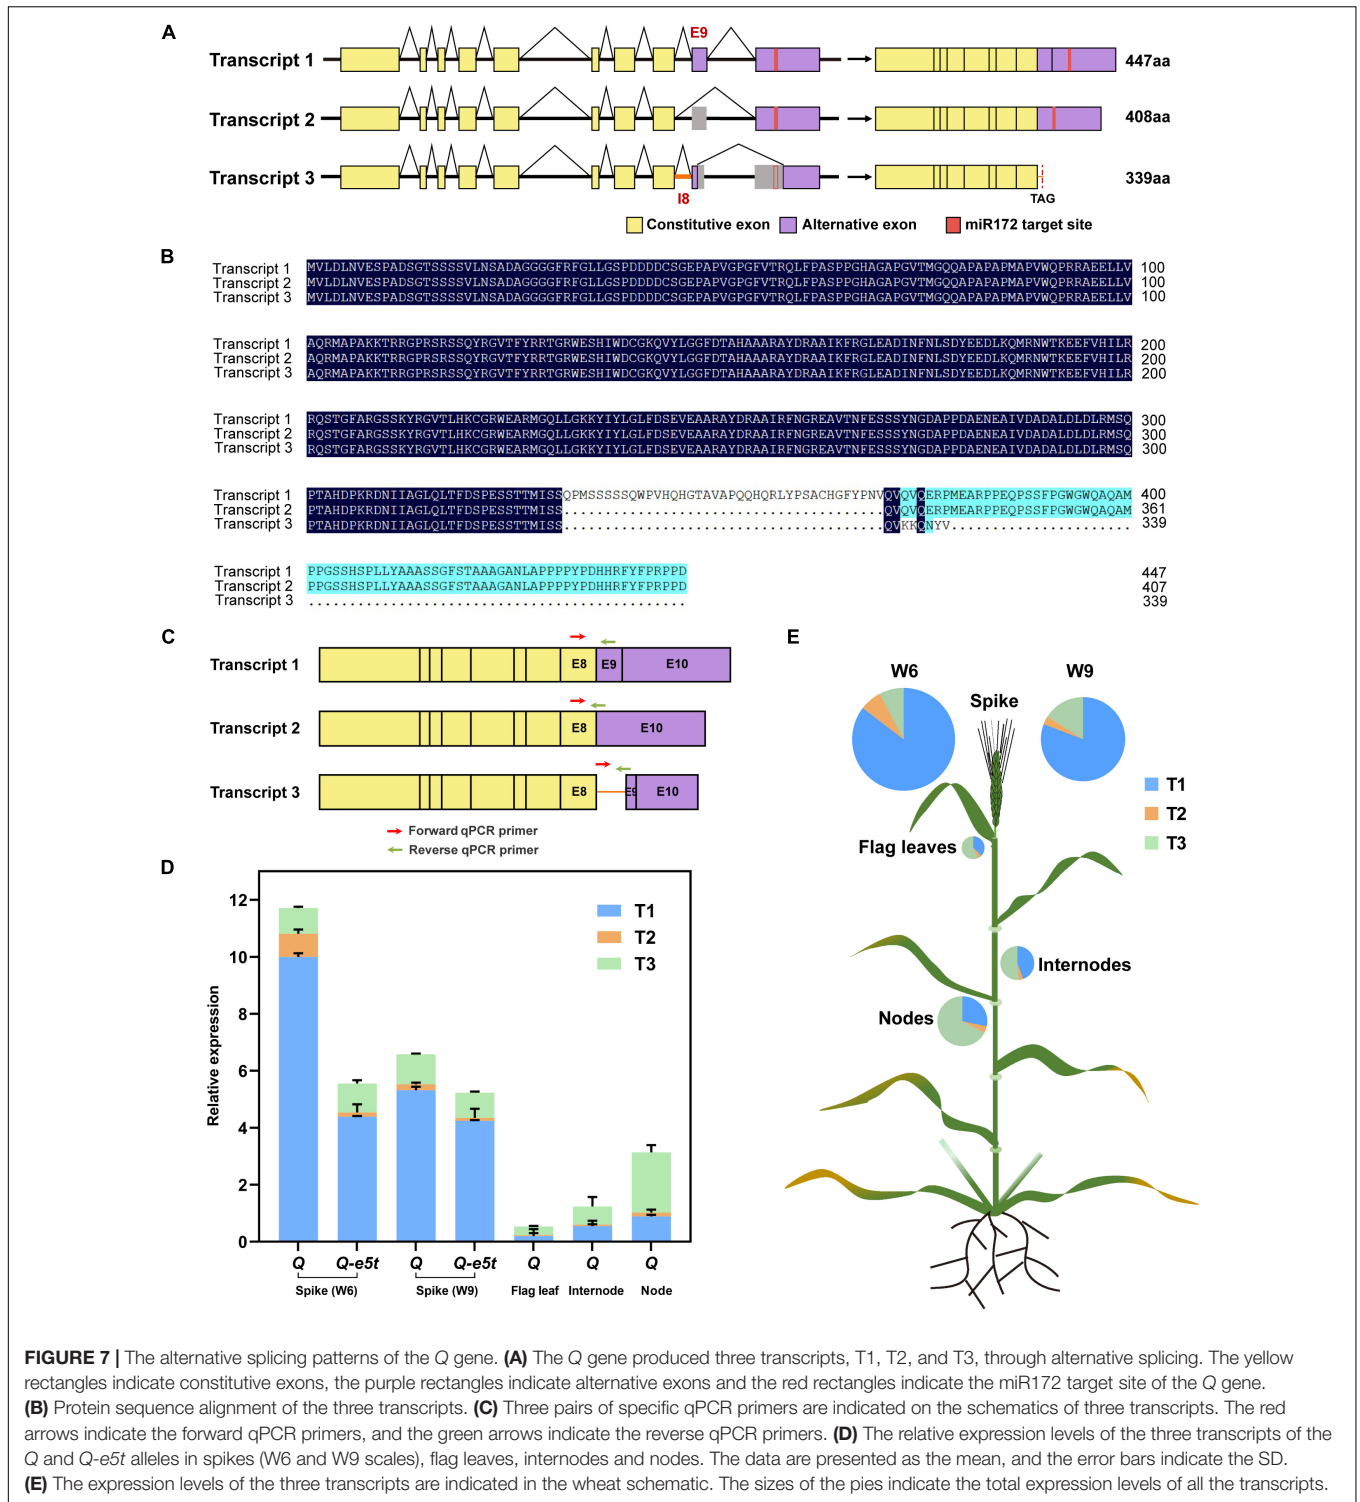 A
E9
Transcript 1
447aa
Transcript 2
408aa
Transcript 3
339aa
I8
TAG
Constitutive exon
Alternative exon
miR172 target site
B
Transcript 1 MVLDLNVESPADSGTSSSSVLNSADAGGGGFRFGLLGSPDDDDCSGEPAPVGPGFVTRQLFPASPPGHAGAPGVTMGQQAPAPAPMAPVWQPRRAEELLV 100
Transcript 2 MVLDLNVESPADSGTSSSSVLNSADAGGGGFRFGLLGSPDDDDCSGEPAPVGPGFVTRQLFPASPPGHAGAPGVTMGQQAPAPAPMAPVWQPRRAEELLV 100
Transcript 3 MVLDLNVESPADSGTSSSSVLNSADAGGGGFRFGLLGSPDDDDCSGEPAPVGPGFVTRQLFPASPPGHAGAPGVTMGQQAPAPAPMAPVWQPRRAEELLV 100
Transcript 1 AQRMAPAKKTRRGPRSRSSQYRGVTFYRRTGRWESHIWDCGKQVYLGGFDTAHAAARAYDRAAIKFRGLEADINFNLSDYEEDLKQMRNWTKEEFVHILR 200
Transcript 2 AQRMAPAKKTRRGPRSRSSQYRGVTFYRRTGRWESHIWDCGKQVYLGGFDTAHAAARAYDRAAIKFRGLEADINFNLSDYEEDLKQMRNWTKEEFVHILR 200
Transcript 3 AQRMAPAKKTRRGPRSRSSQYRGVTFYRRTGRWESHIWDCGKQVYLGGFDTAHAAARAYDRAAIKFRGLEADINFNLSDYEEDLKQMRNWTKEEFVHILR 200
Transcript 1 RQSTGFARGSSKYRGVTLHKCGRWEARMGQLLGKKYIYLGLFDSEVEAARAYDRAAIRFNGREAVTNFESSSYNGDAPPDAENEAIVDADALDLDLRMSQ 300
Transcript 2 RQSTGFARGSSKYRGVTLHKCGRWEARMGQLLGKKYIYLGLFDSEVEAARAYDRAAIRFNGREAVTNFESSSYNGDAPPDAENEAIVDADALDLDLRMSQ 300
Transcript 3 RQSTGFARGSSKYRGVTLHKCGRWEARMGQLLGKKYIYLGLFDSEVEAARAYDRAAIRFNGREAVTNFESSSYNGDAPPDAENEAIVDADALDLDLRMSQ 300
Transcript 1 PTAHDPKRDNIIAGLQLTFDSPESSTTMISSQPMSSSSSQWPVHQHGTAVAPQQHQRLYPSACHGFYPNVQVQVQERPMEARPPEQPSSFPGWGWQAQAM 400
Transcript 2 PTAHDPKRDNIIAGLQLTFDSPESSTTMISS.......................................QVQVQERPMEARPPEQPSSFPGWGWQAQAM 361
Transcript 3 PTAHDPKRDNIIAGLQLTFDSPESSTTMISS.......................................QVKKQNYV...................... 339
Transcript 1 PPGSSHSPLLYAAASSGFSTAAAGANLAPPPPYPDHHRFYFPRPPD 447
Transcript 2 PPGSSHSPLLYAAASSGFSTAAAGANLAPPPPYPDHHRFYFPRPPD 407
Transcript 3 .............................................. 339
C
Transcript 1 E8 E9 E10
Transcript 2 E8 E10
Transcript 3 E8 E9 E10
Forward qPCR primer
Reverse qPCR primer
D
Relative expression
12
10
8
6
4
2
0
T1
T2
T3
Q Q-e5t Q Q-e5t Q Q Q
Spike (W6) Spike (W9) Flag leaf Internode Node
E
W6
W9
Spike
T1
T2
T3
Flag leaves
Internodes
Nodes
FIGURE 7 | The alternative splicing patterns of the Q gene. (A) The Q gene produced three transcripts, T1, T2, and T3, through alternative splicing. The yellow
rectangles indicate constitutive exons, the purple rectangles indicate alternative exons and the red rectangles indicate the miR172 target site of the Q gene.
(B) Protein sequence alignment of the three transcripts. (C) Three pairs of specific qPCR primers are indicated on the schematics of three transcripts. The red
arrows indicate the forward qPCR primers, and the green arrows indicate the reverse qPCR primers. (D) The relative expression levels of the three transcripts of the
Q and Q-e5t alleles in spikes (W6 and W9 scales), flag leaves, internodes and nodes. The data are presented as the mean, and the error bars indicate the SD.
(E) The expression levels of the three transcripts are indicated in the wheat schematic. The sizes of the pies indicate the total expression levels of all the transcripts.